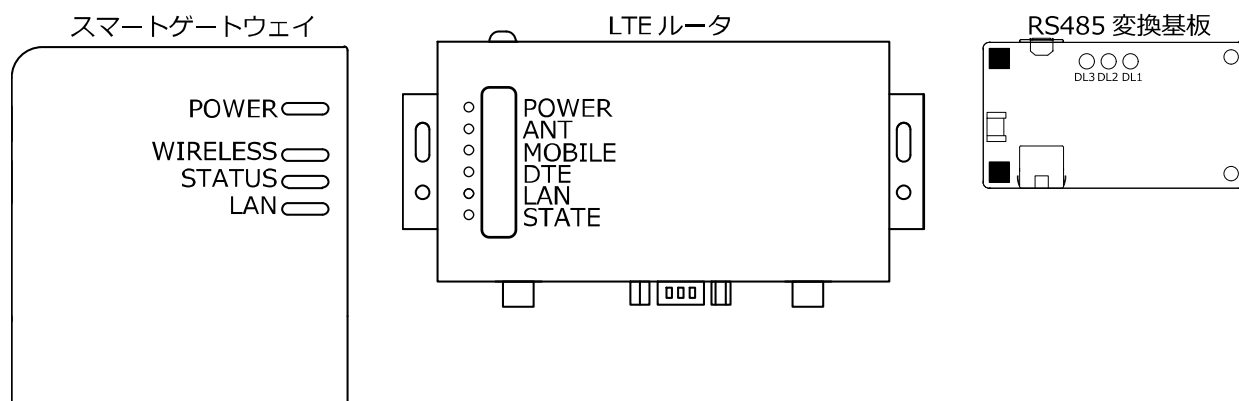 スマートゲートウェイ
POWER
WIRELESS
STATUS
LAN
LTE ルータ
POWER
ANT
MOBILE
DTE
LAN
STATE
RS485 変換基板
DL3 DL2 DL1